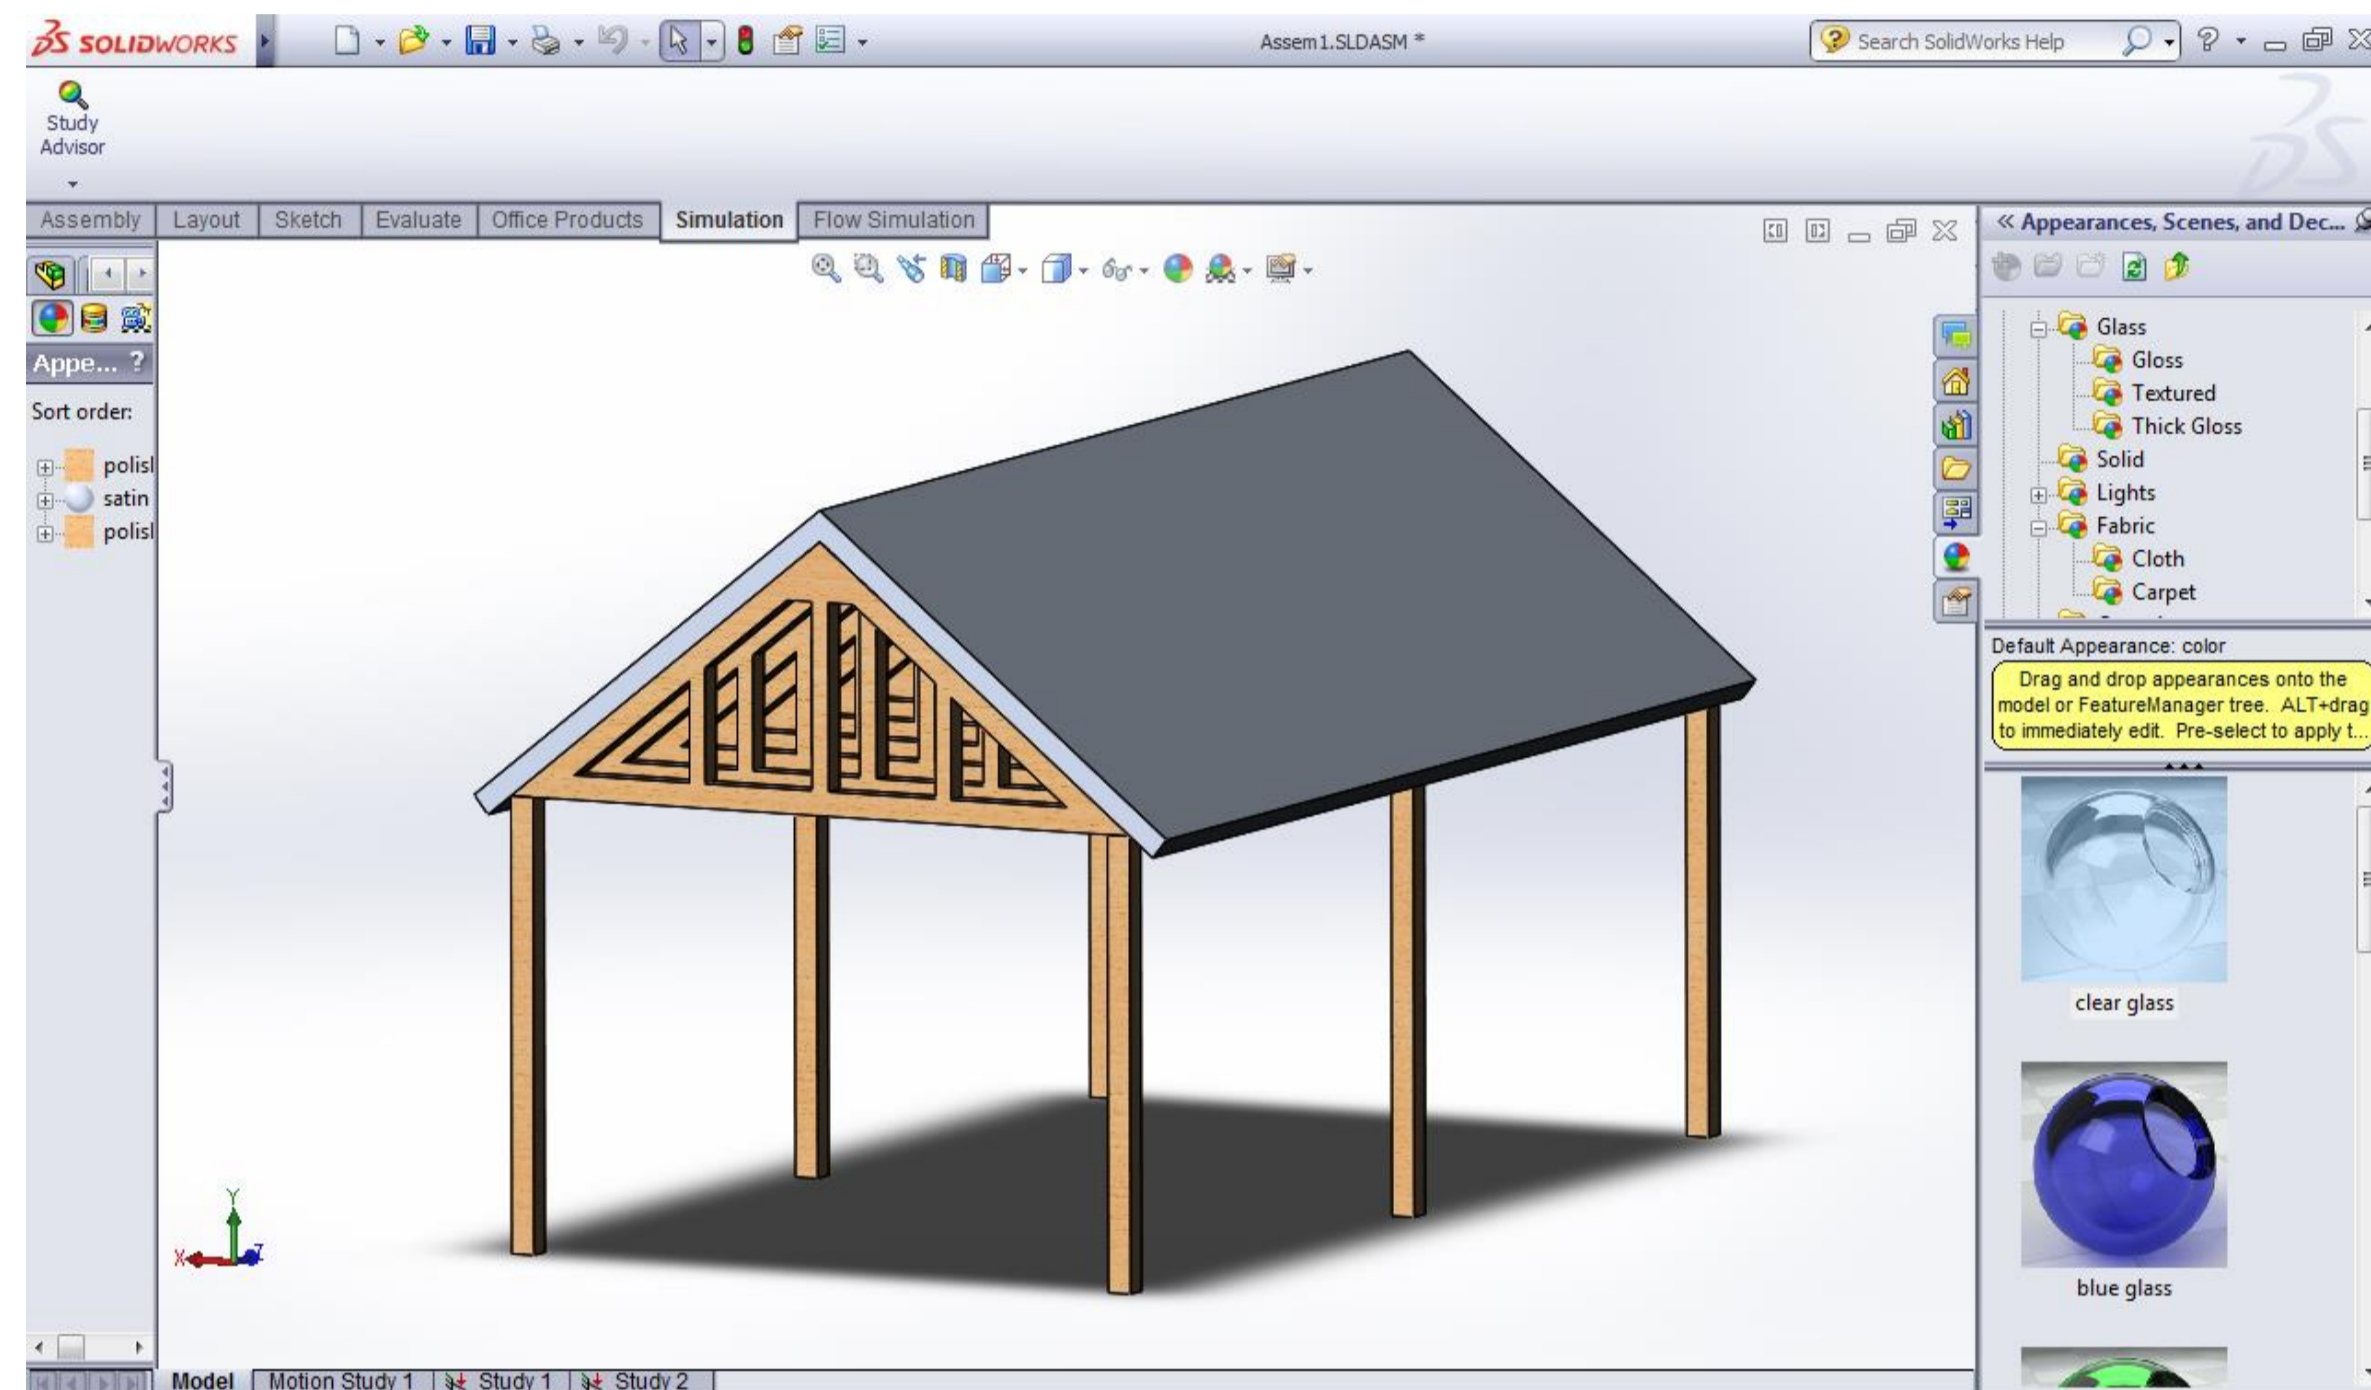 SOLIDWORKS
Assem1.SLDASM *
Search SolidWorks Help
Study
Advisor
Assembly
Layout
Sketch
Evaluate
Office Products
Simulation
Flow Simulation
Appe... ?
Sort order:
polisl
satin
polisl
« Appearances, Scenes, and Dec...
Glass
Gloss
Textured
Thick Gloss
Solid
Lights
Fabric
Cloth
Carpet
Default Appearance: color
Drag and drop appearances onto the
model or FeatureManager tree. ALT+drag
to immediately edit. Pre-select to apply t...
clear glass
blue glass
Y
X
Z
Model
Motion Study 1
Study 1
Study 2